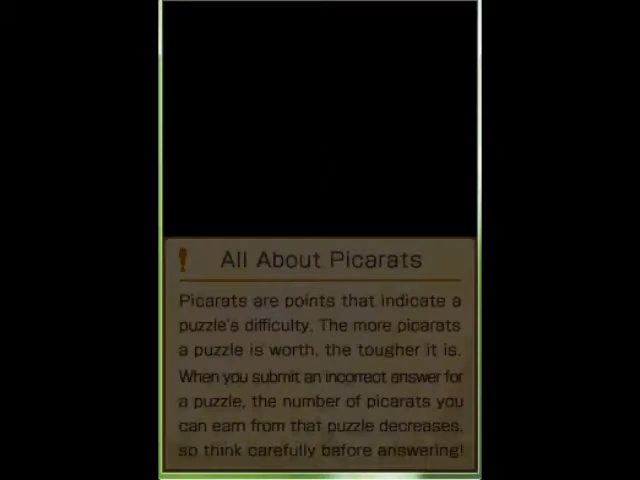 All About Picarats
Picarats are points that indicate a
puzzle's difficulty. The more picarats
a puzzle is worth, the tougher it is.
When you submit an incorrect answer for
a puzzle, the number of picarats you
can earn from that puzzle decreases,
so think carefully before answering!